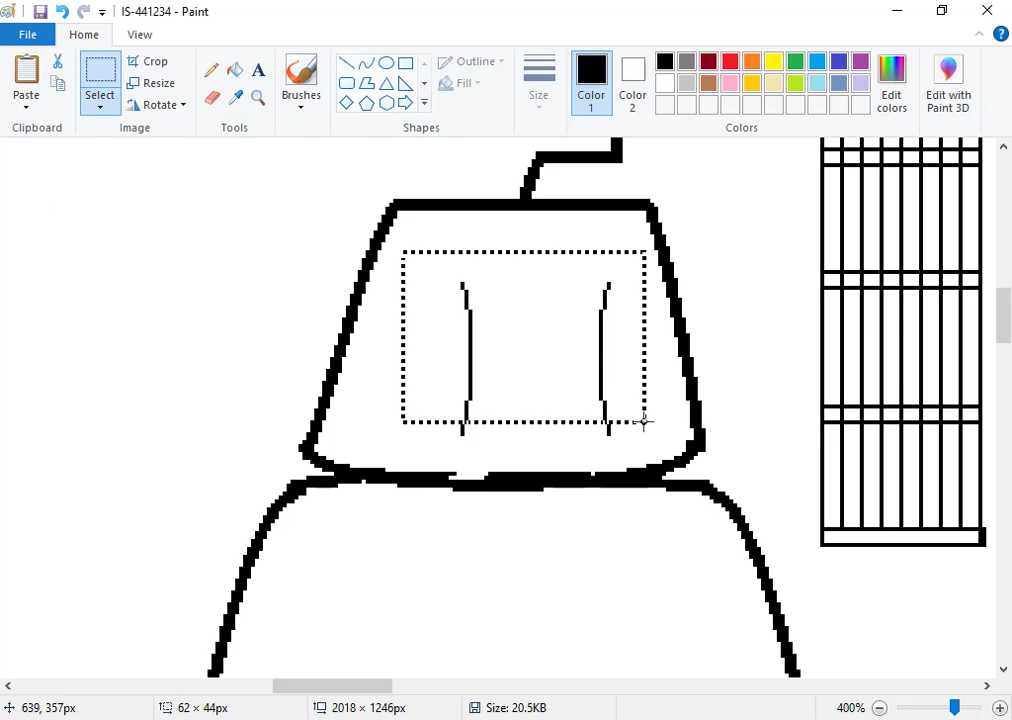 IS-441234 - Paint
File Home View
Paste
Clipboard
Select
Crop
Resize
Rotate
Image
A
Tools
Brushes
Outline
Fill
Shapes
Size
Color 1
Color 2
Edit colors
Colors
Edit with Paint 3D
?
639, 357px 62 × 44px 2018 × 1246px Size: 20.5KB 400%